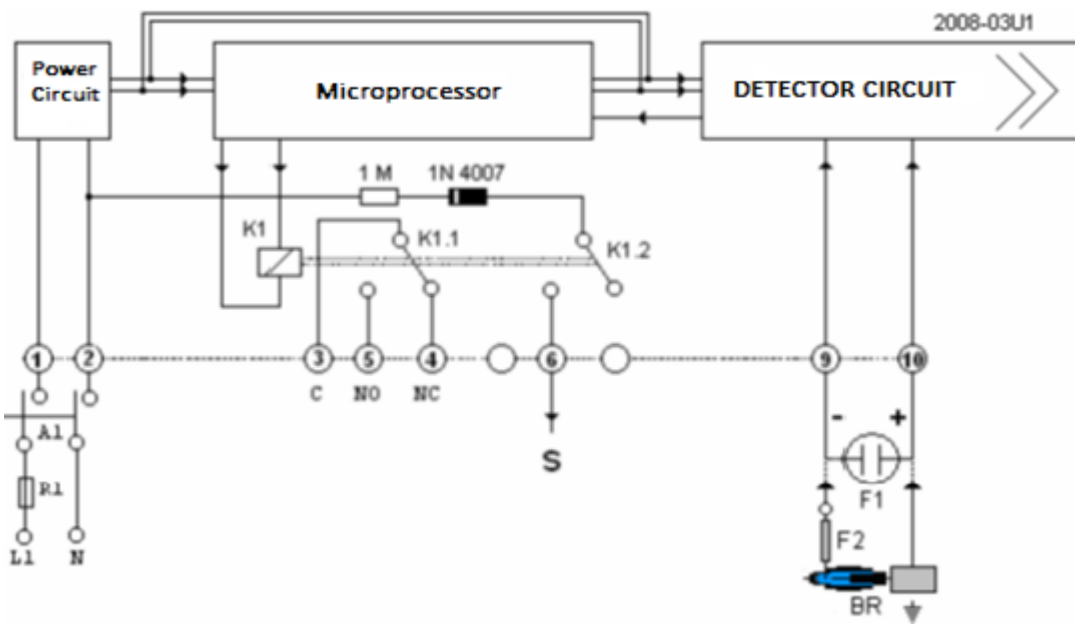 2008-03U1
Power
Circuit
Microprocessor
DETECTOR CIRCUIT
1 M
1N 4007
K1
K1.1
K1.2
1
2
3
5
4
6
9
10
C
NO
NC
- +
A1
S
F1
R1
F2
L1
N
BR